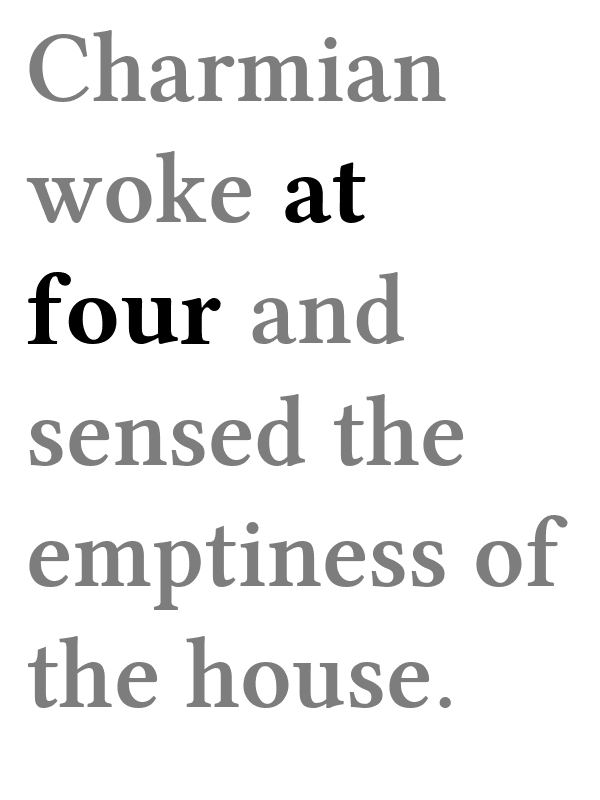 Charmian
woke at
four and
sensed the
emptiness of
the house.